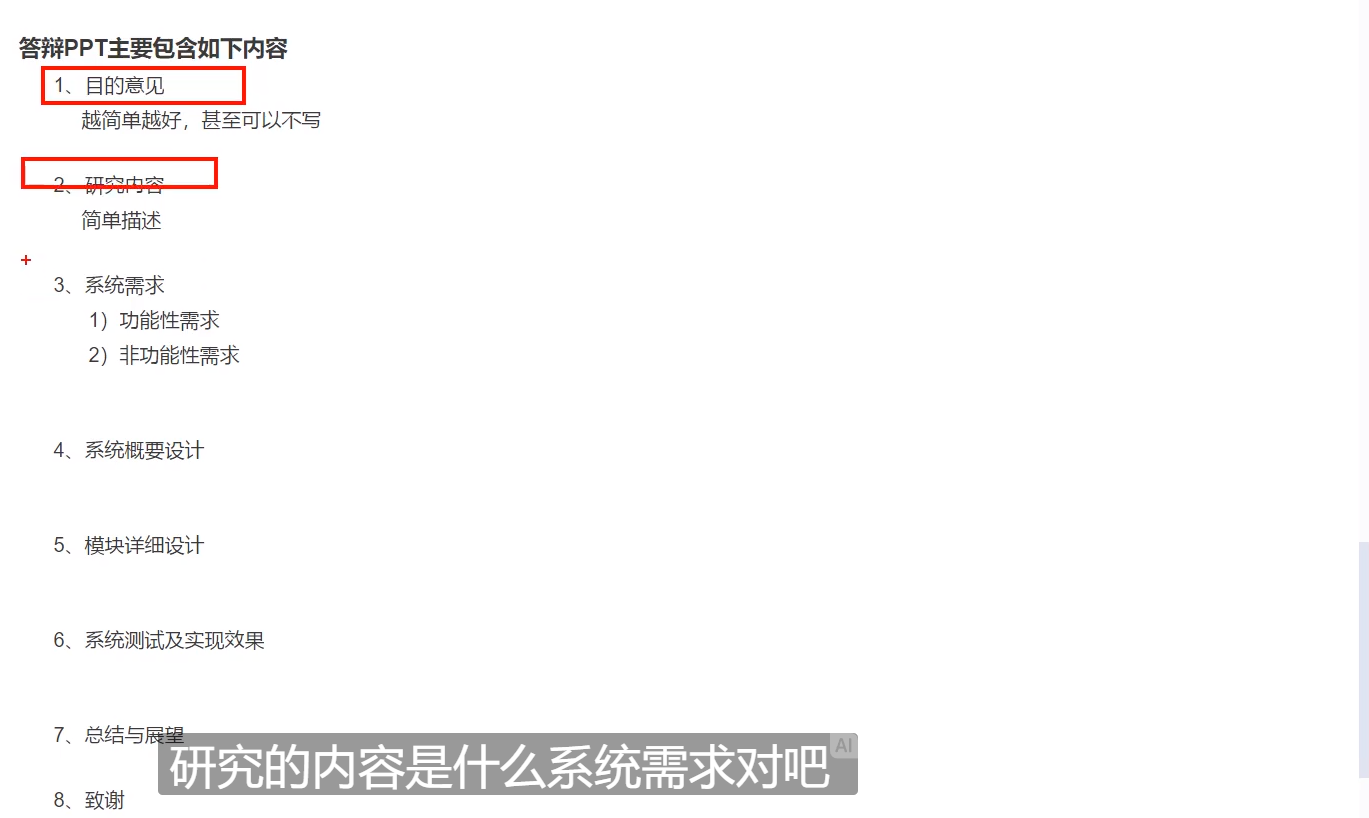 答辩PPT主要包含如下内容
1、目的意见
越简单越好，甚至可以不写
2、研究内容
简单描述
3、系统需求
1）功能性需求
2）非功能性需求
4、系统概要设计
5、模块详细设计
6、系统测试及实现效果
7、总结与展望
研究的内容是什么系统需求对吧
AI
8、致谢